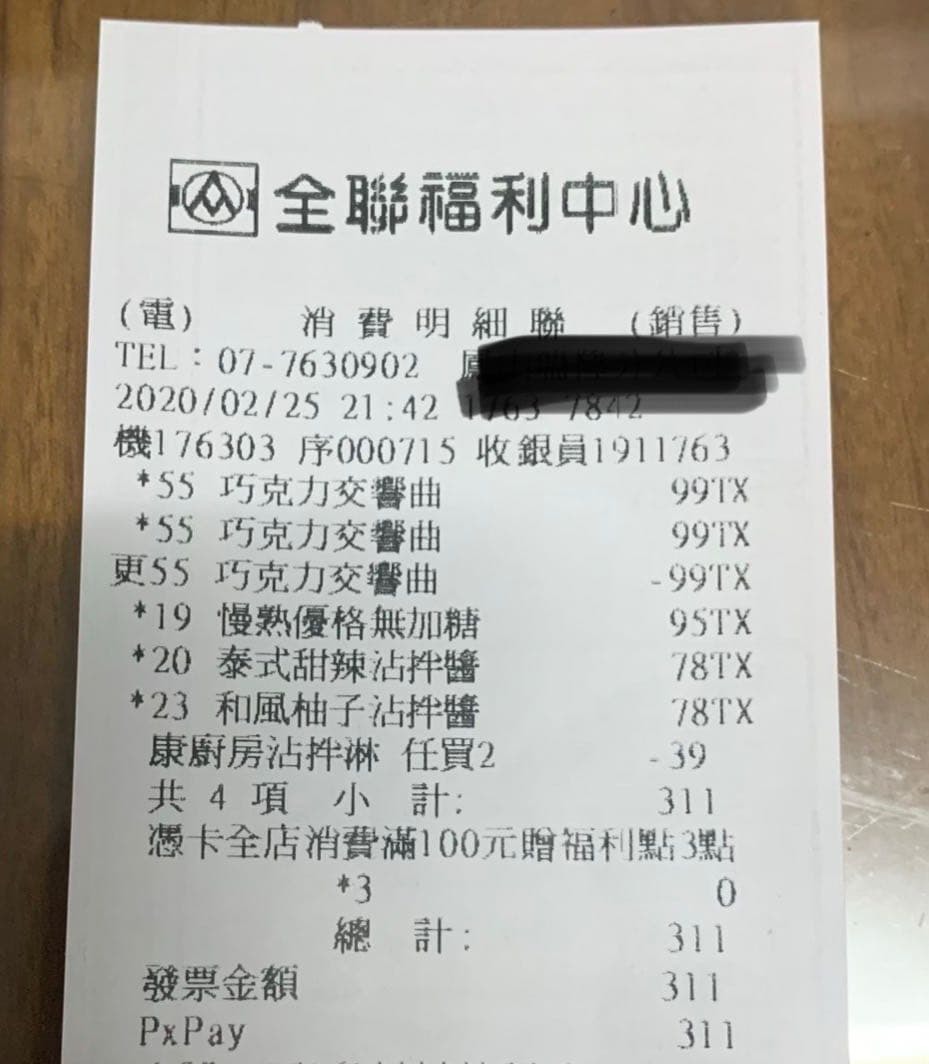 全聯福利中心
(電) 消費明細聯 (銷售)
TEL：07-7630902
2020/02/25 21:42 1763 7842
機176303 序000715 收銀員1911763
*55 巧克力交響曲 99TX
*55 巧克力交響曲 99TX
更55 巧克力交響曲 -99TX
*19 慢熟優格無加糖 95TX
*20 泰式甜辣沾拌醬 78TX
*23 和風柚子沾拌醬 78TX
康廚房沾拌淋 任買2 -39
共 4 項 小 計: 311
憑卡全店消費滿100元贈福利點3點
*3 0
總 計: 311
發票金額 311
PxPay 311